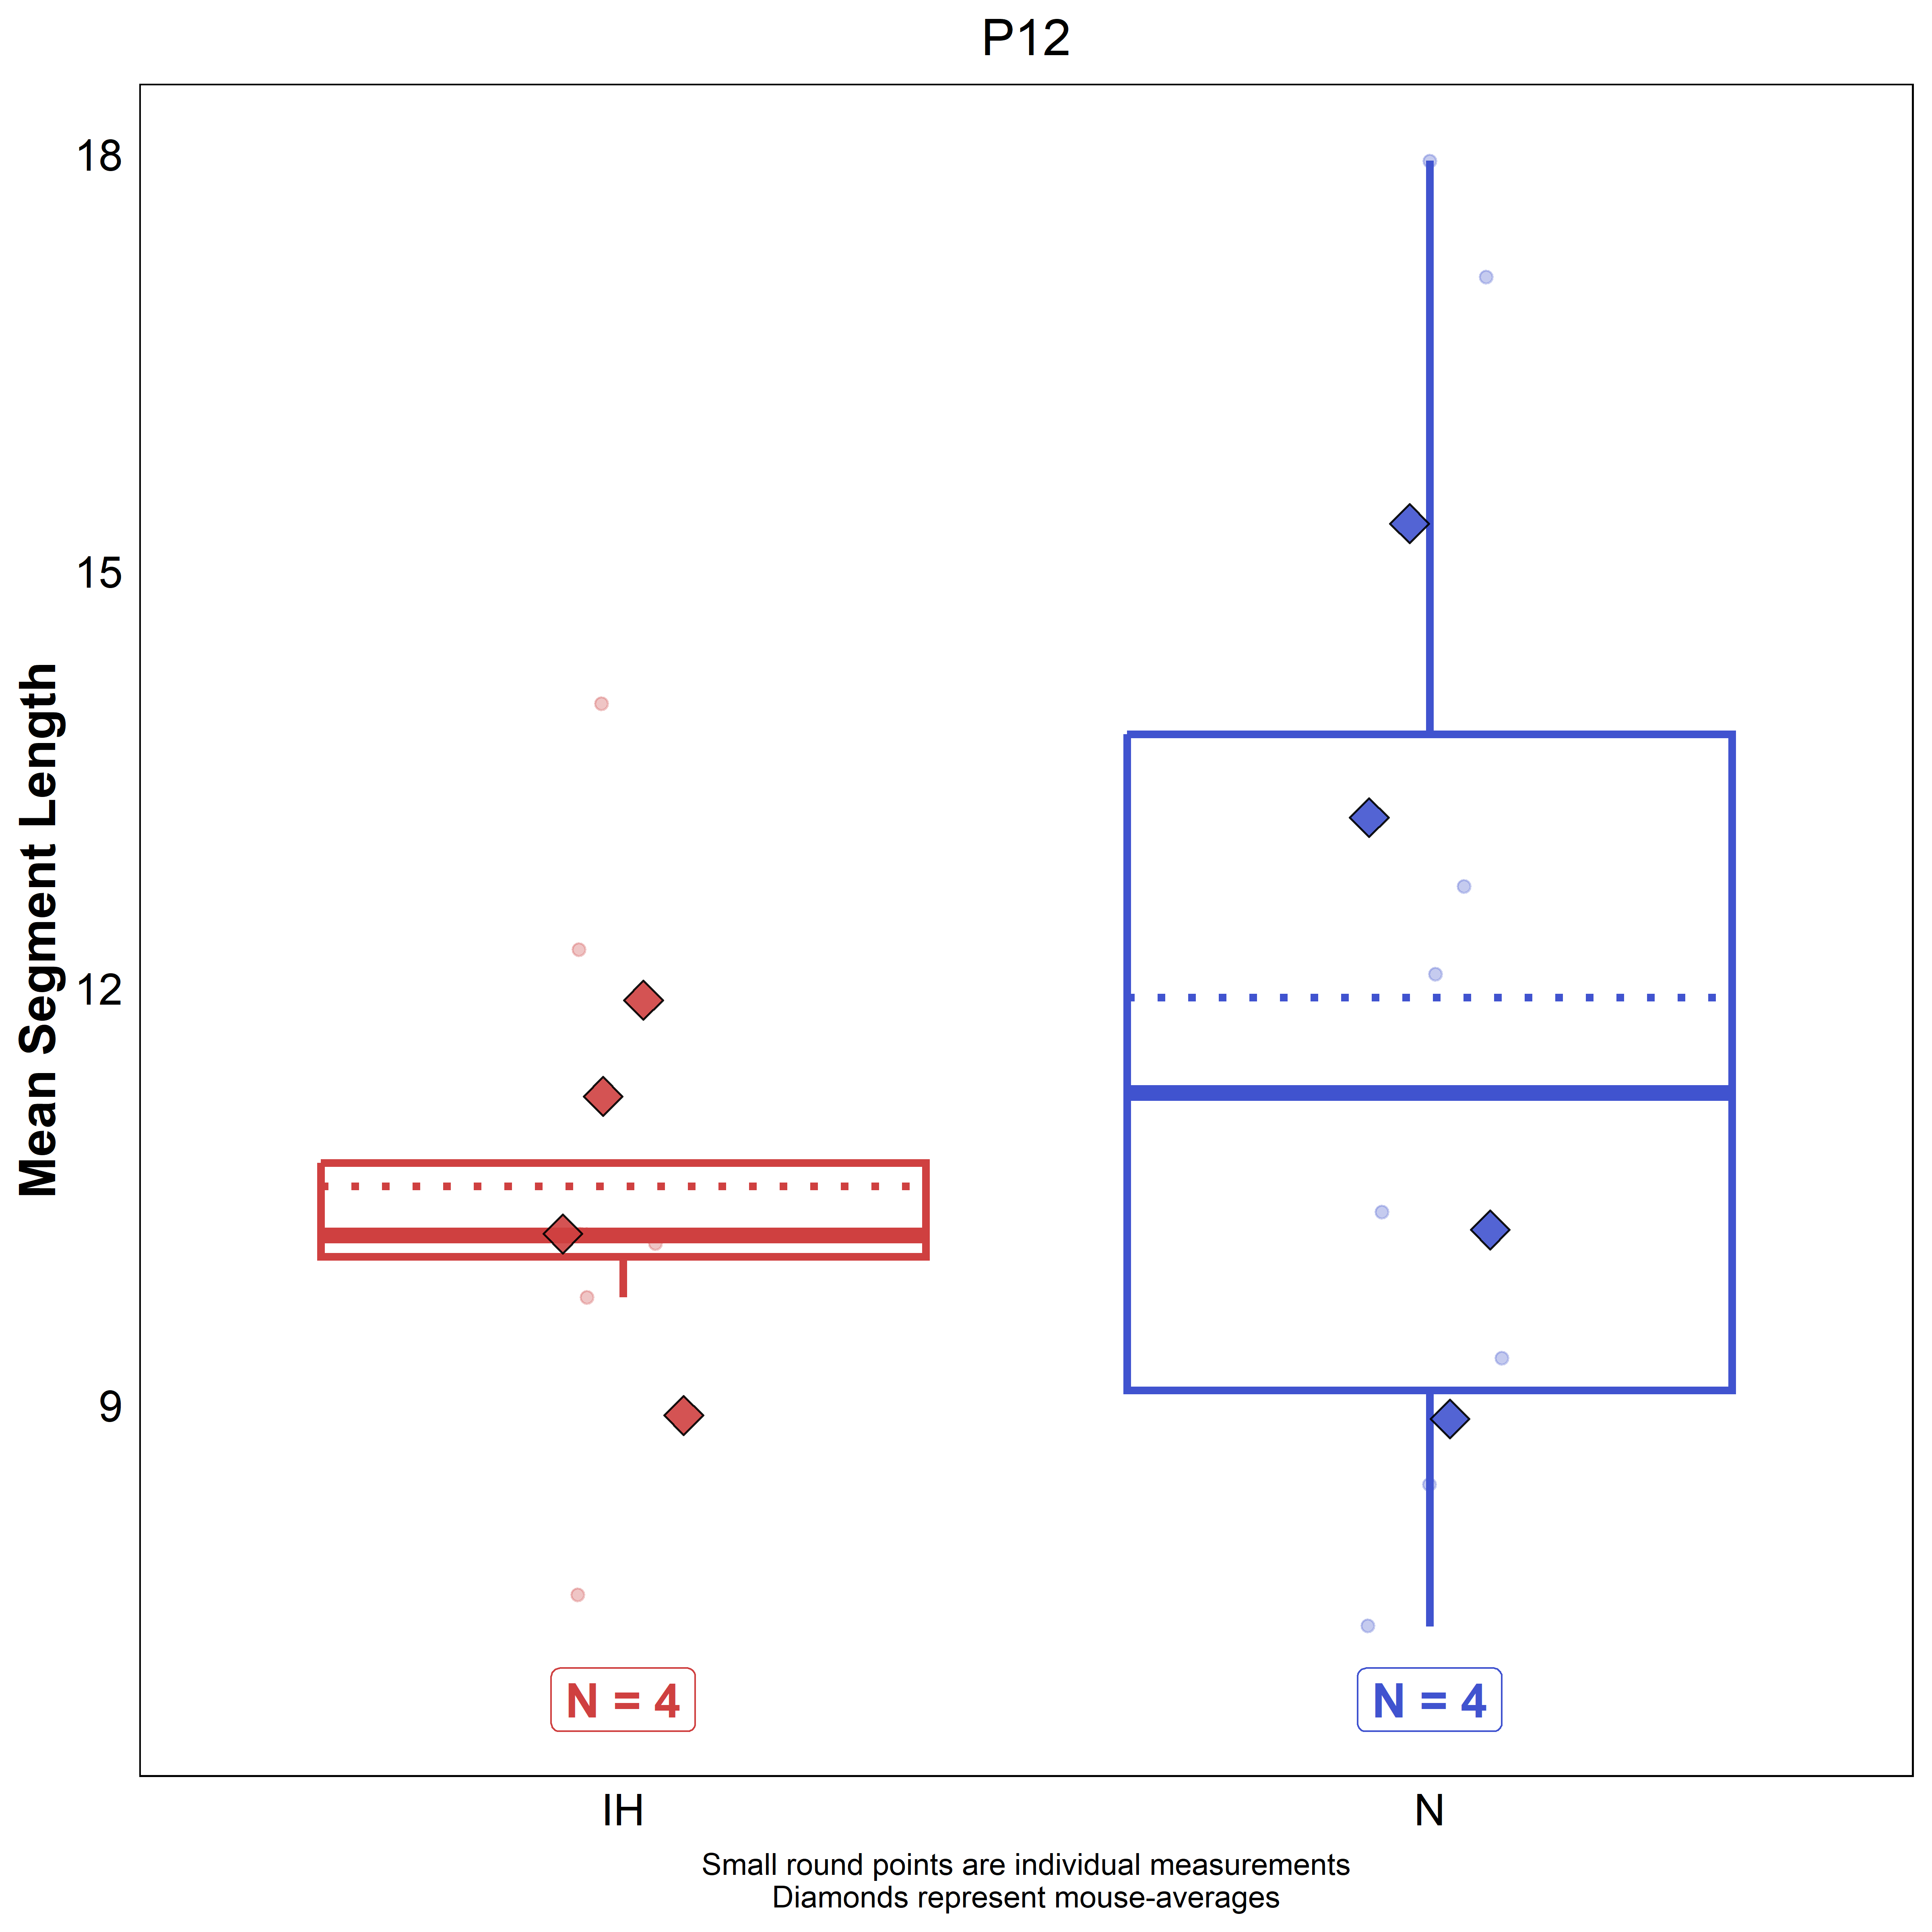 P12
Mean Segment Length
18
15
12
9
N = 4
N = 4
IH
N
Small round points are individual measurements
Diamonds represent mouse-averages